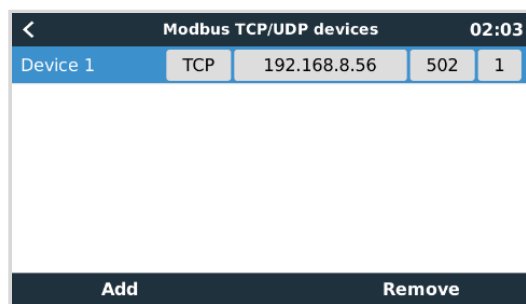 Modbus TCP/UDP devices 02:03
Device 1 TCP 192.168.8.56 502 1
Add Remove